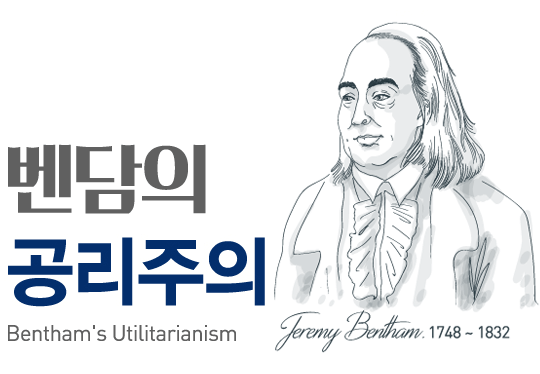 벤담의
공리주의
Bentham's Utilitarianism
Jeremy Bentham. 1748 ~ 1832